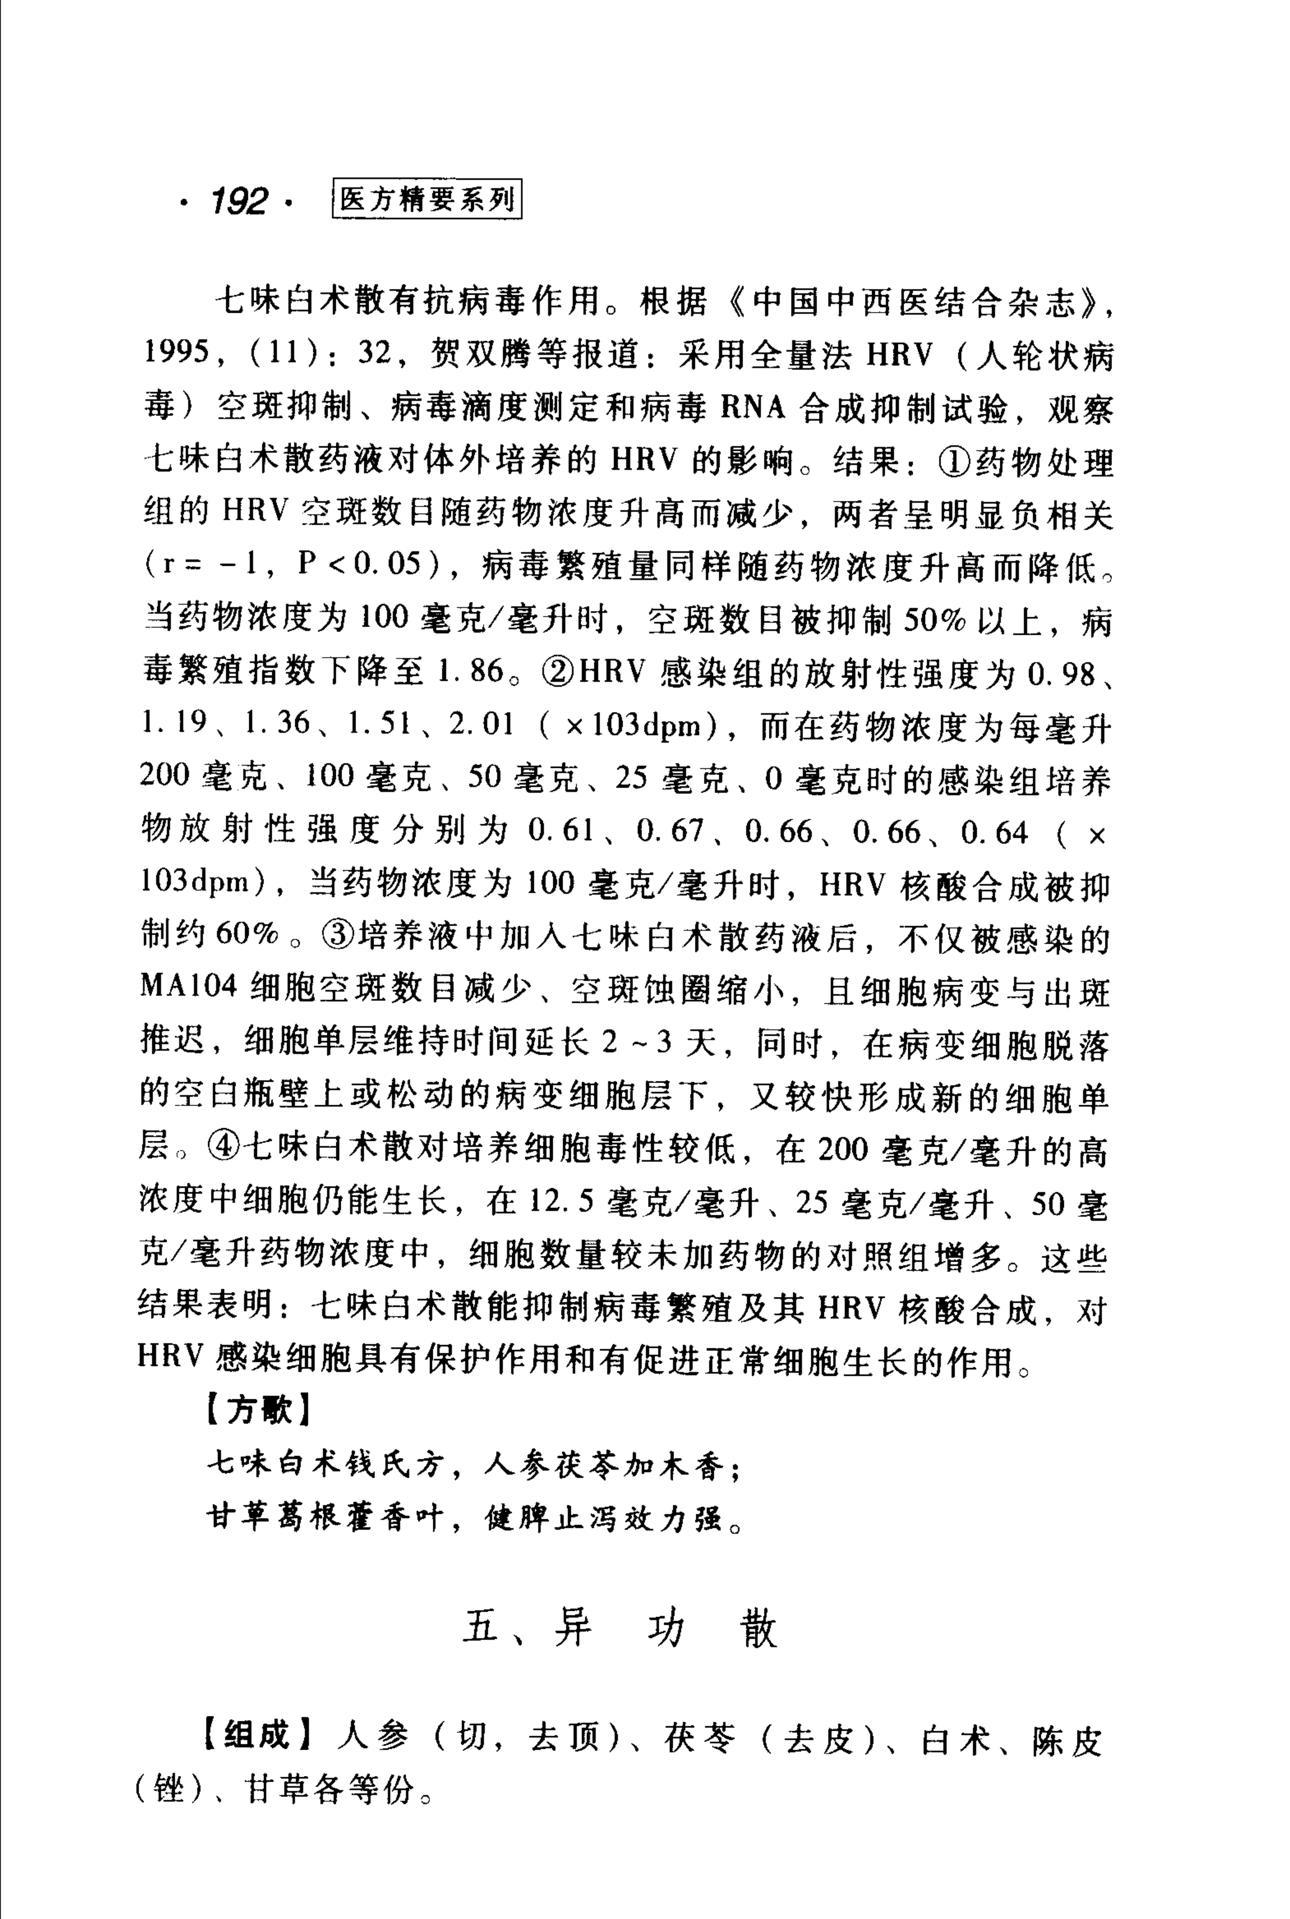 · 192 · 医方精要系列
七味白术散有抗病毒作用。根据《中国中西医结合杂志》,
1995,(11):32,贺双腾等报道:采用全量法 HRV(人轮状病
毒)空斑抑制、病毒滴度测定和病毒 RNA 合成抑制试验,观察
七味白术散药液对体外培养的 HRV 的影响。结果:①药物处理
组的 HRV 空斑数目随药物浓度升高而减少,两者呈明显负相关
(r= -1,P<0.05),病毒繁殖量同样随药物浓度升高而降低。
当药物浓度为 100 毫克/毫升时,空斑数目被抑制 50%以上,病
毒繁殖指数下降至 1.86。②HRV 感染组的放射性强度为 0.98、
1.19、1.36、1.51、2.01(×103dpm),而在药物浓度为每毫升
200 毫克、100 毫克、50 毫克、25 毫克、0 毫克时的感染组培养
物放射性强度分别为 0.61、0.67、0.66、0.66、0.64(×
103dpm),当药物浓度为 100 毫克/毫升时,HRV 核酸合成被抑
制约 60%。③培养液中加入七味白术散药液后,不仅被感染的
MA104 细胞空斑数目减少、空斑蚀圈缩小,且细胞病变与出斑
推迟,细胞单层维持时间延长 2~3 天,同时,在病变细胞脱落
的空白瓶壁上或松动的病变细胞层下,又较快形成新的细胞单
层。④七味白术散对培养细胞毒性较低,在 200 毫克/毫升的高
浓度中细胞仍能生长,在 12.5 毫克/毫升、25 毫克/毫升、50 毫
克/毫升药物浓度中,细胞数量较未加药物的对照组增多。这些
结果表明:七味白术散能抑制病毒繁殖及其 HRV 核酸合成,对
HRV 感染细胞具有保护作用和有促进正常细胞生长的作用。
【方歌】
七味白术钱氏方,人参茯苓加木香;
甘草葛根藿香叶,健脾止泻效力强。
五、异 功 散
【组成】人参(切,去顶)、茯苓(去皮)、白术、陈皮
(锉)、甘草各等份。